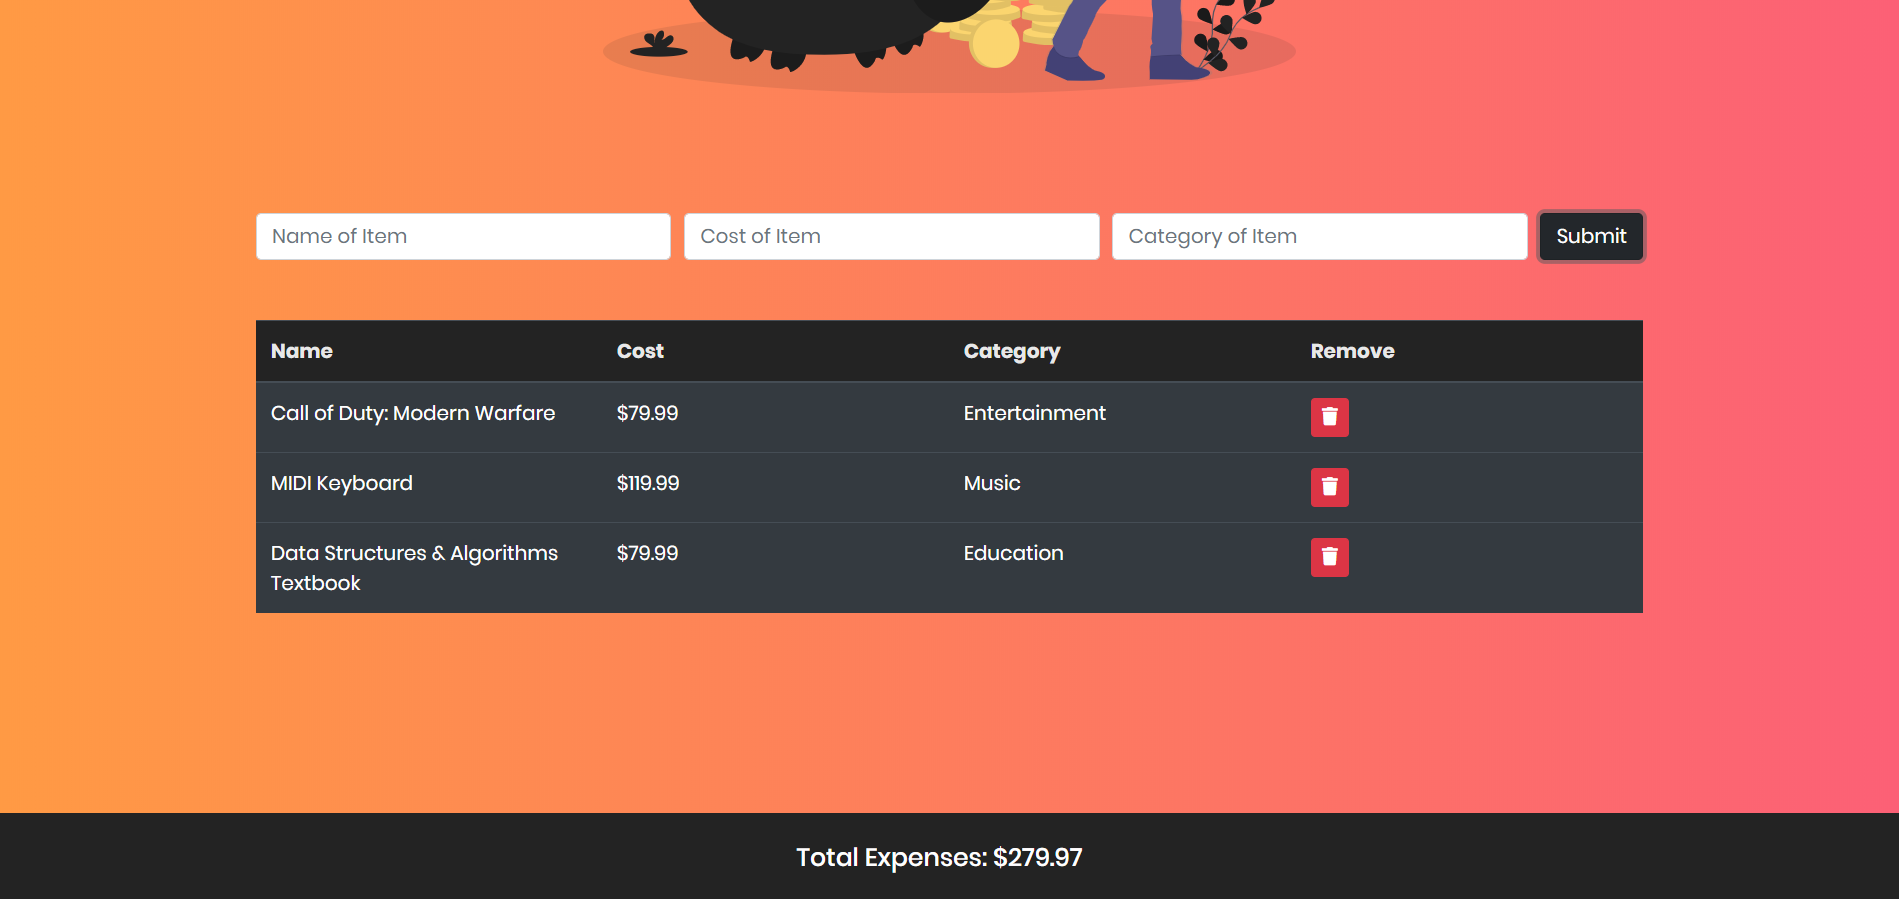 Name of Item Cost of Item Category of Item Submit
Name Cost Category Remove
Call of Duty: Modern Warfare $79.99 Entertainment
MIDI Keyboard $119.99 Music
Data Structures & Algorithms $79.99 Education
Textbook
Total Expenses: $279.97